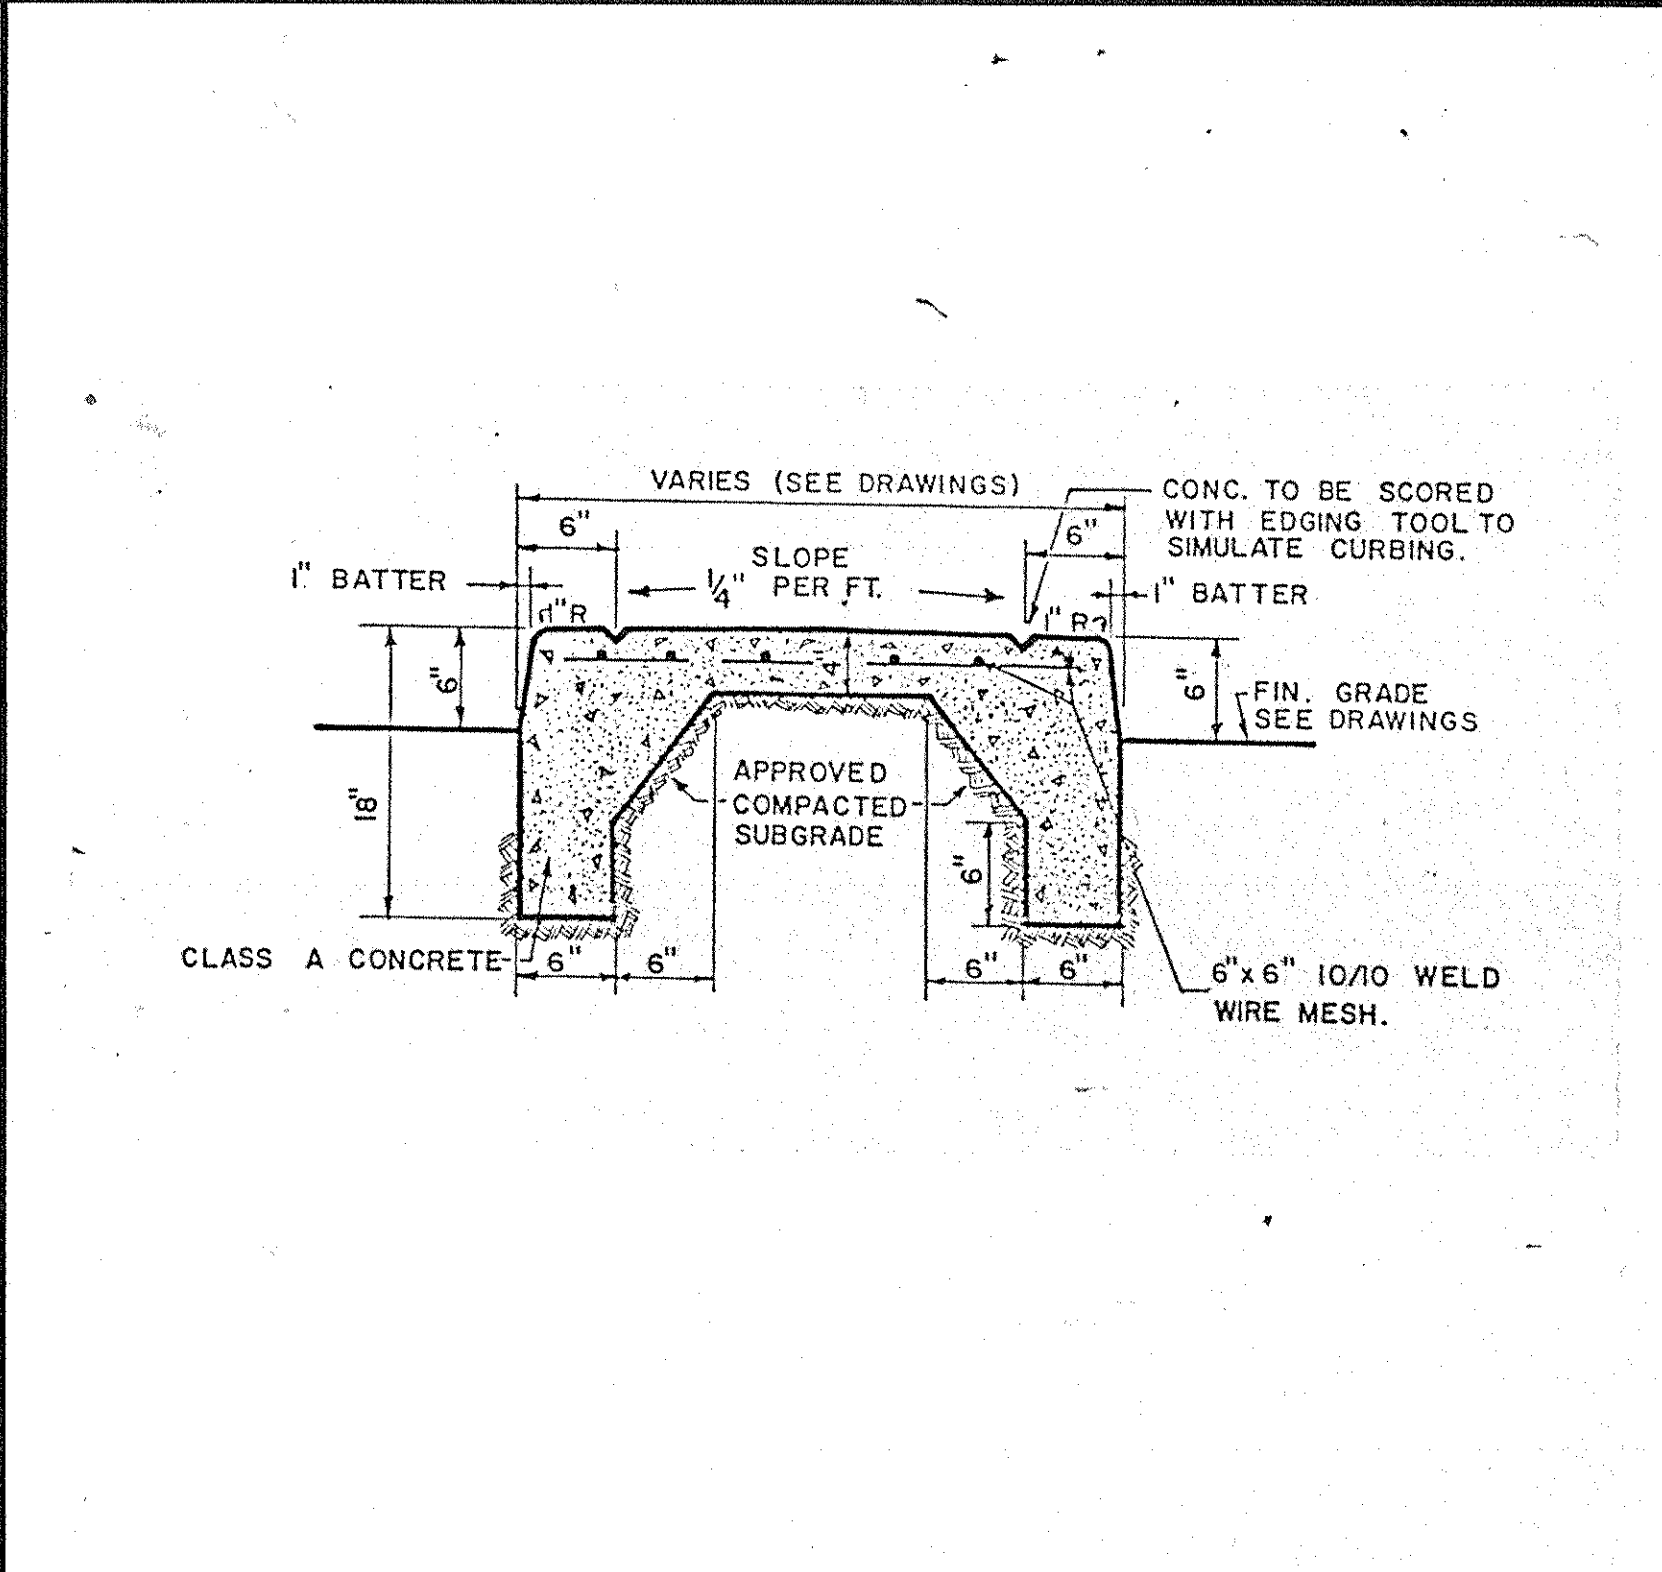 VARIES (SEE DRAWINGS)
CONC. TO BE SCORED
WITH EDGING TOOL TO
SIMULATE CURBING.
6"
6"
SLOPE
1/4" PER FT.
1" BATTER
1" BATTER
1" R
1" R
6"
4"
6"
FIN. GRADE
SEE DRAWINGS
18"
APPROVED
COMPACTED
SUBGRADE
6"
CLASS A CONCRETE
6"
6"
6"
6"
6"x 6" 10/10 WELD
WIRE MESH.